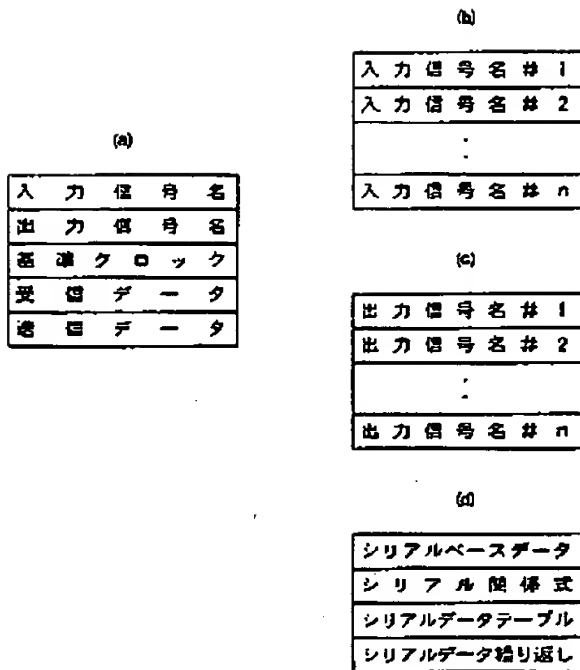 (a)
入力信号名
出力信号名
基準クロック
受信データ
送信データ
(b)
入力信号名#1
入力信号名#2
入力信号名#n
(c)
出力信号名#1
出力信号名#2
出力信号名#n
(d)
シリアルベースデータ
シリアル関係式
シリアルデータテーブル
シリアルデータ繰り返し